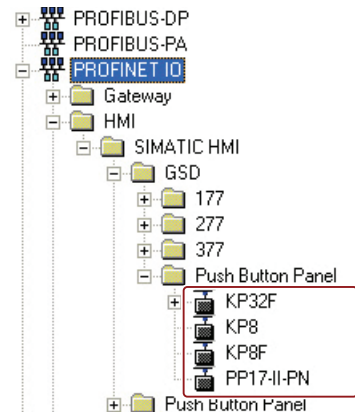 PROFIBUS-DP
PROFIBUS-PA
PROFINET IO
Gateway
HMI
SIMATIC HMI
GSD
177
277
377
Push Button Panel
KP32F
KP8
KP8F
PP17-II-PN
Push Button Panel